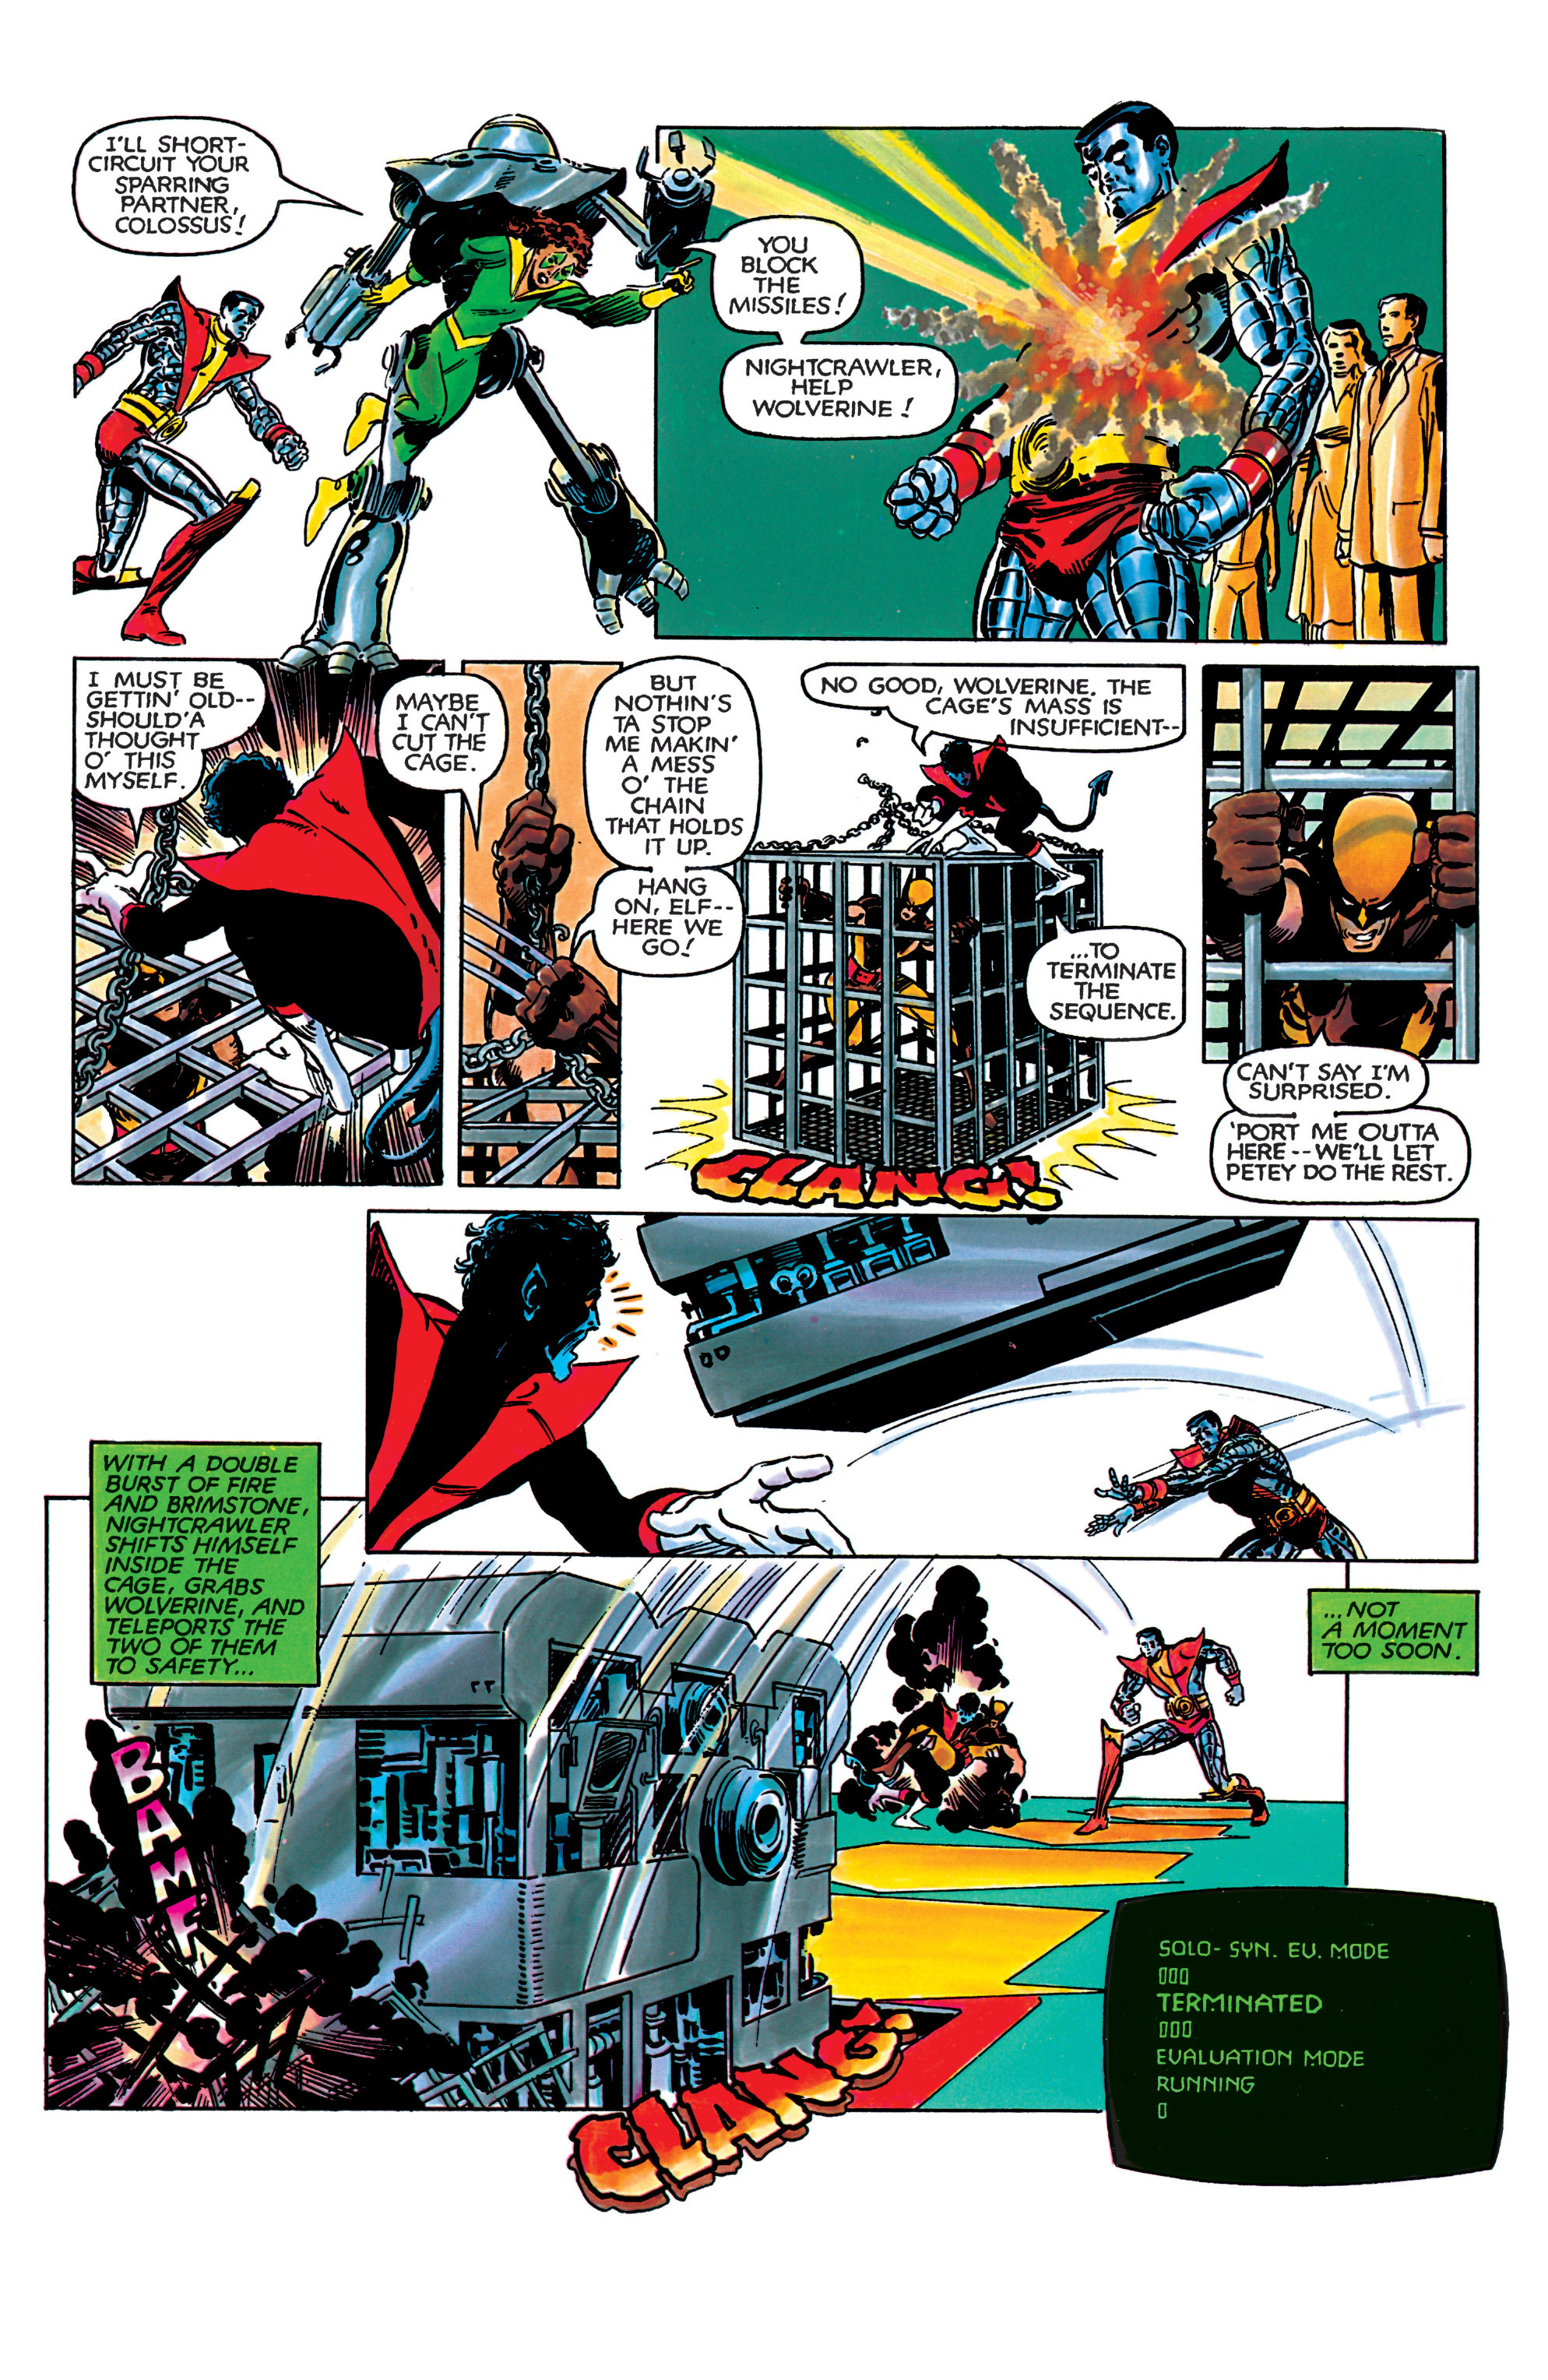 I'LL SHORT-
CIRCUIT YOUR
SPARRING
PARTNER,
COLOSSUS!
YOU
BLOCK
THE
MISSILES!
NIGHTCRAWLER,
HELP
WOLVERINE!
I MUST BE
GETTIN' OLD--
SHOULD'A
THOUGHT
O' THIS
MYSELF.
MAYBE
I CAN'T
CUT THE
CAGE.
BUT
NOTHIN'S
TA STOP
ME MAKIN'
A MESS
O' THE
CHAIN
THAT HOLDS
IT UP.
HANG
ON, ELF--
HERE WE
GO!
NO GOOD, WOLVERINE. THE
CAGE'S MASS IS
INSUFFICIENT--
...TO
TERMINATE
THE
SEQUENCE.
CLANG!
CAN'T SAY I'M
SURPRISED.
'PORT ME OUTTA
HERE--WE'LL LET
PETEY DO THE REST.
WITH A DOUBLE
BURST OF FIRE
AND BRIMSTONE,
NIGHTCRAWLER
SHIFTS HIMSELF
INSIDE THE
CAGE, GRABS
WOLVERINE, AND
TELEPORTS THE
TWO OF THEM
TO SAFETY...
...NOT
A MOMENT
TOO SOON.
BAMF
CLANG
SOLO- SYN. EV. MODE
000
TERMINATED
000
EVALUATION MODE
RUNNING
0